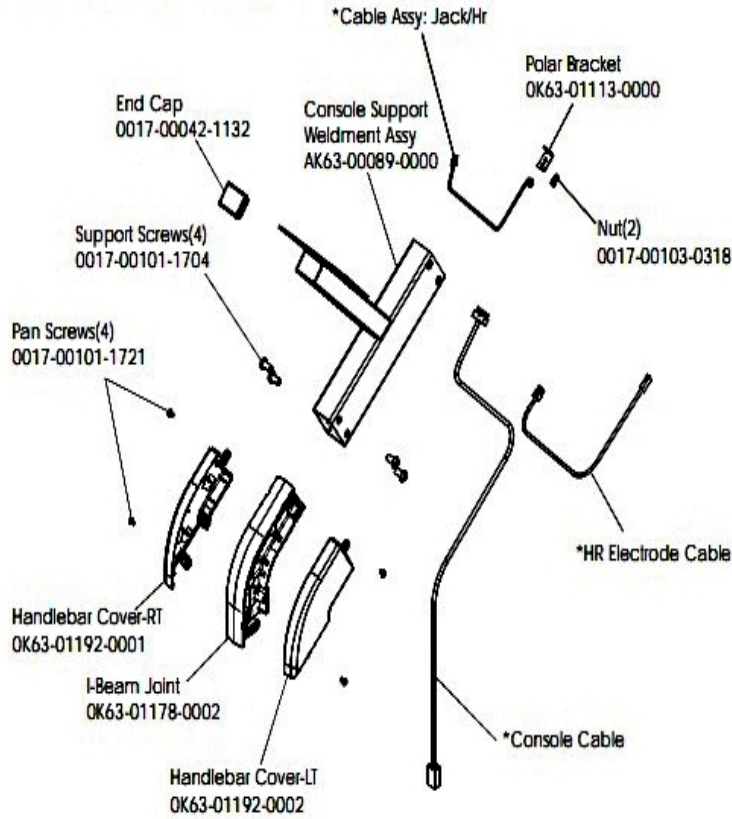 *Cable Assy: Jack/Hr
Polar Bracket
0K63-01113-0000
End Cap
0017-00042-1132
Console Support
Weldment Assy
AK63-00089-0000
Nut(2)
0017-00103-0318
Support Screws(4)
0017-00101-1704
Pan Screws(4)
0017-00101-1721
*HR Electrode Cable
Handlebar Cover-RT
0K63-01192-0001
I-Beam Joint
0K63-01178-0002
*Console Cable
Handlebar Cover-LT
0K63-01192-0002